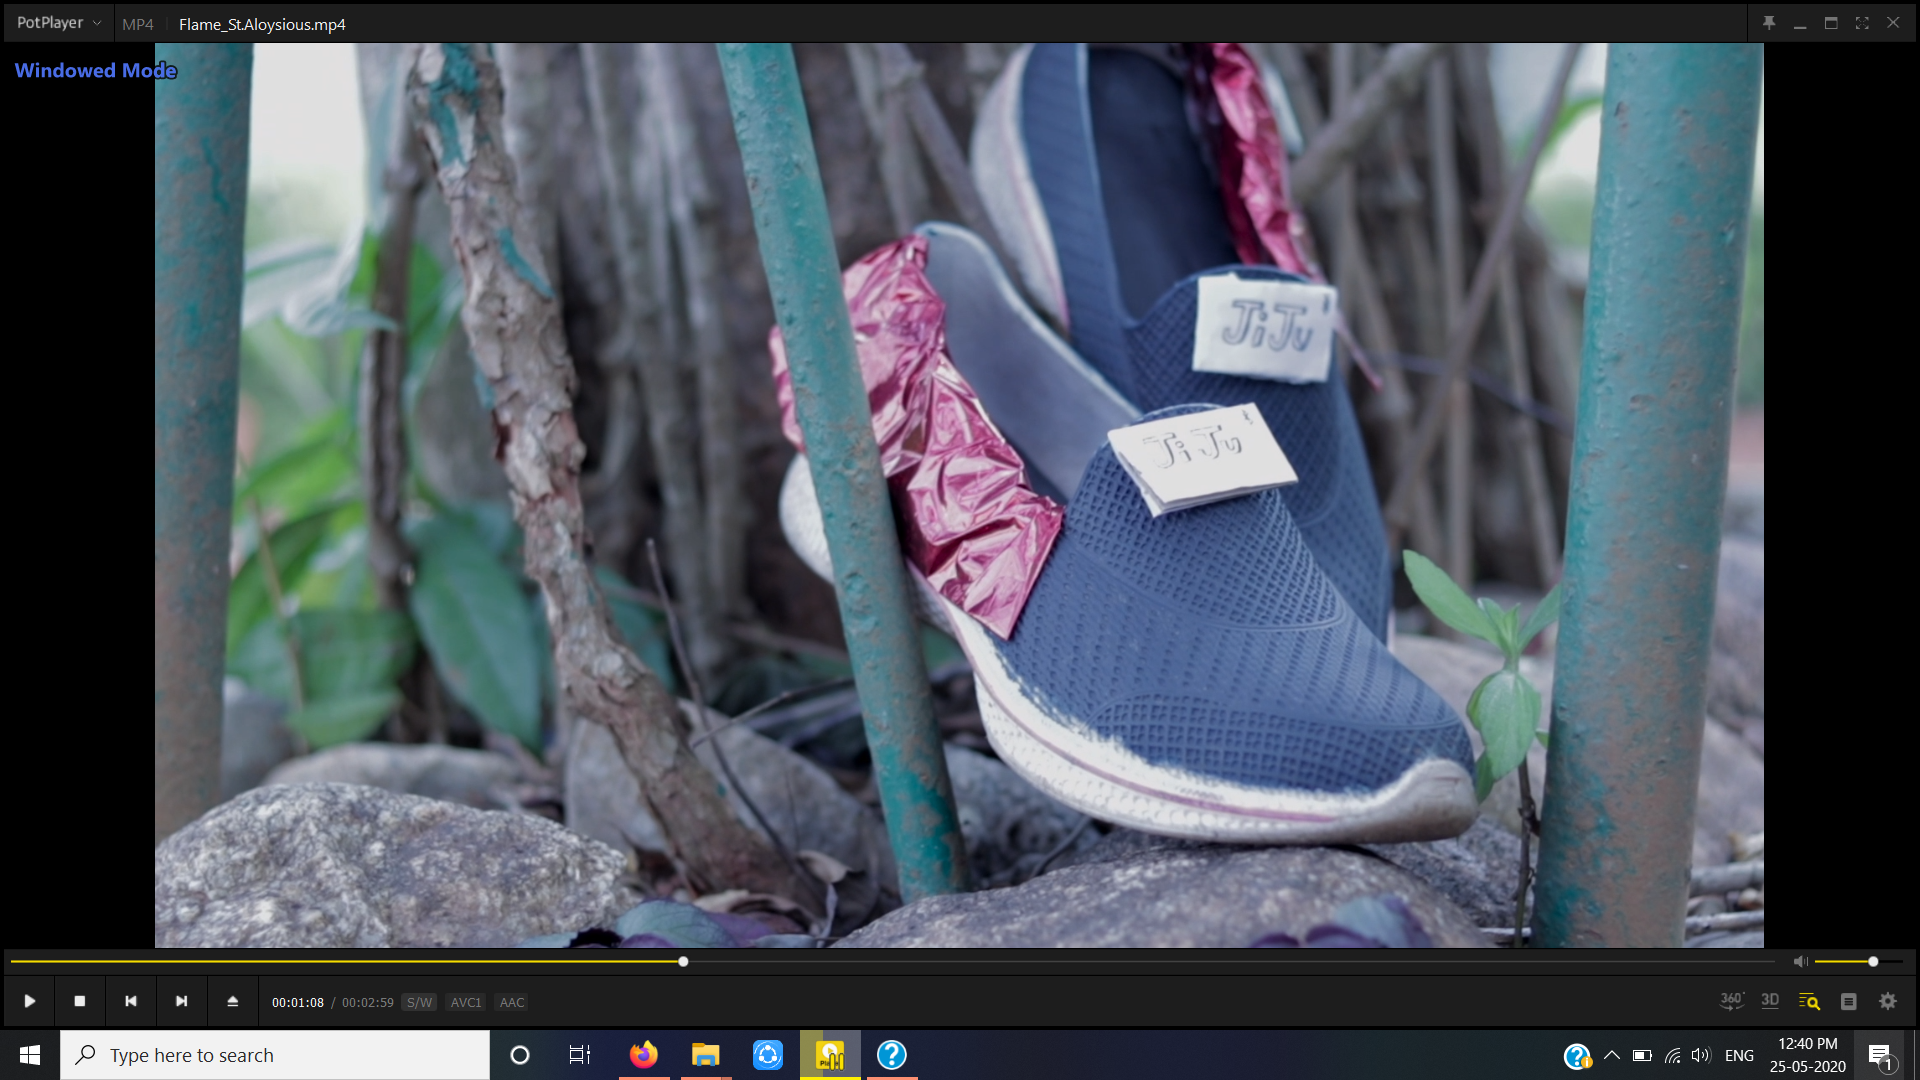 PotPlayer
MP4
Flame_St.Aloysious.mp4
Windowed Mode
JiJu
JiJu
00:01:08 / 00:02:59 S/W AVC1 AAC
360°
3D
Type here to search
ENG
12:40 PM
25-05-2020
1